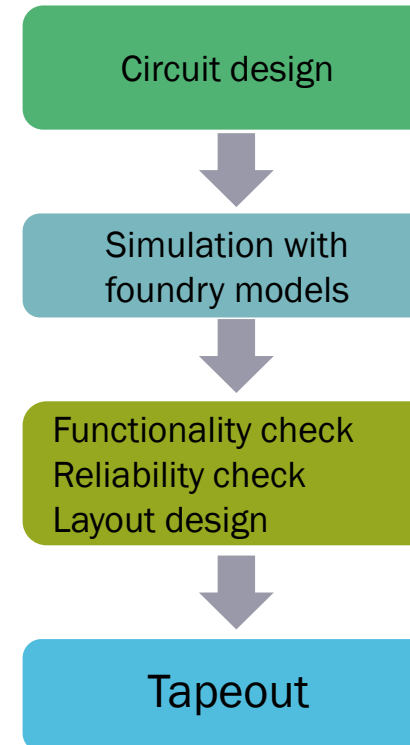 Circuit design
Simulation with
foundry models
Functionality check
Reliability check
Layout design
Tapeout